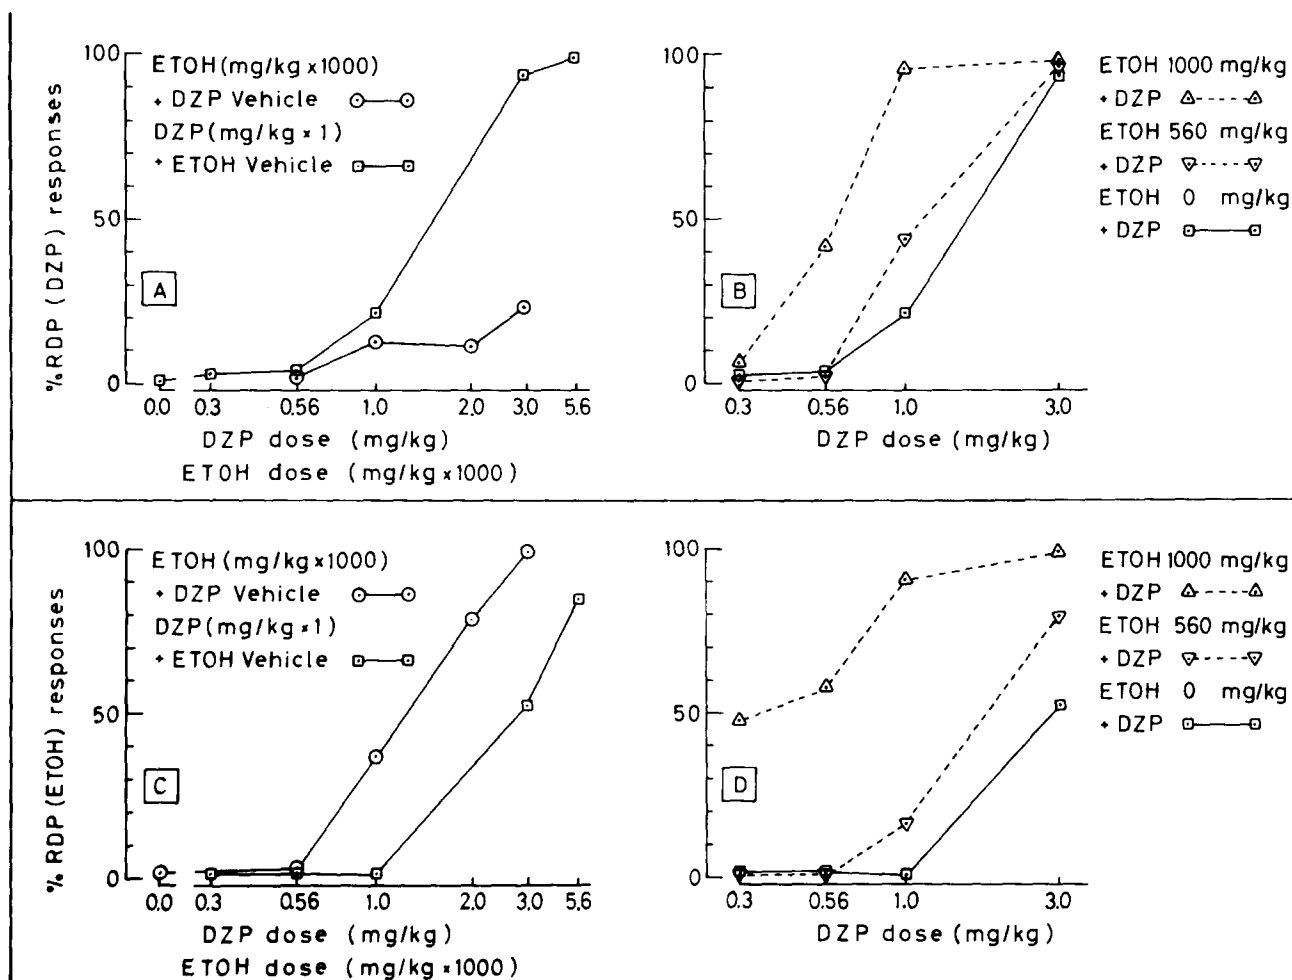 % RDP (DZP) responses
100
50
0
ETOH (mg/kg x1000)
+ DZP Vehicle
DZP (mg/kg x 1)
+ ETOH Vehicle
A
0.0 0.3 0.56 1.0 2.0 3.0 5.6
DZP dose (mg/kg)
ETOH dose (mg/kg x1000)
100
50
0
B
0.3 0.56 1.0 3.0
DZP dose (mg/kg)
ETOH 1000 mg/kg
+ DZP
ETOH 560 mg/kg
+ DZP
ETOH 0 mg/kg
+ DZP
% RDP (ETOH) responses
100
50
0
ETOH (mg/kg x1000)
+ DZP Vehicle
DZP (mg/kg x 1)
+ ETOH Vehicle
C
0.0 0.3 0.56 1.0 2.0 3.0 5.6
DZP dose (mg/kg)
ETOH dose (mg/kg x1000)
100
50
0
D
0.3 0.56 1.0 3.0
DZP dose (mg/kg)
ETOH 1000 mg/kg
+ DZP
ETOH 560 mg/kg
+ DZP
ETOH 0 mg/kg
+ DZP